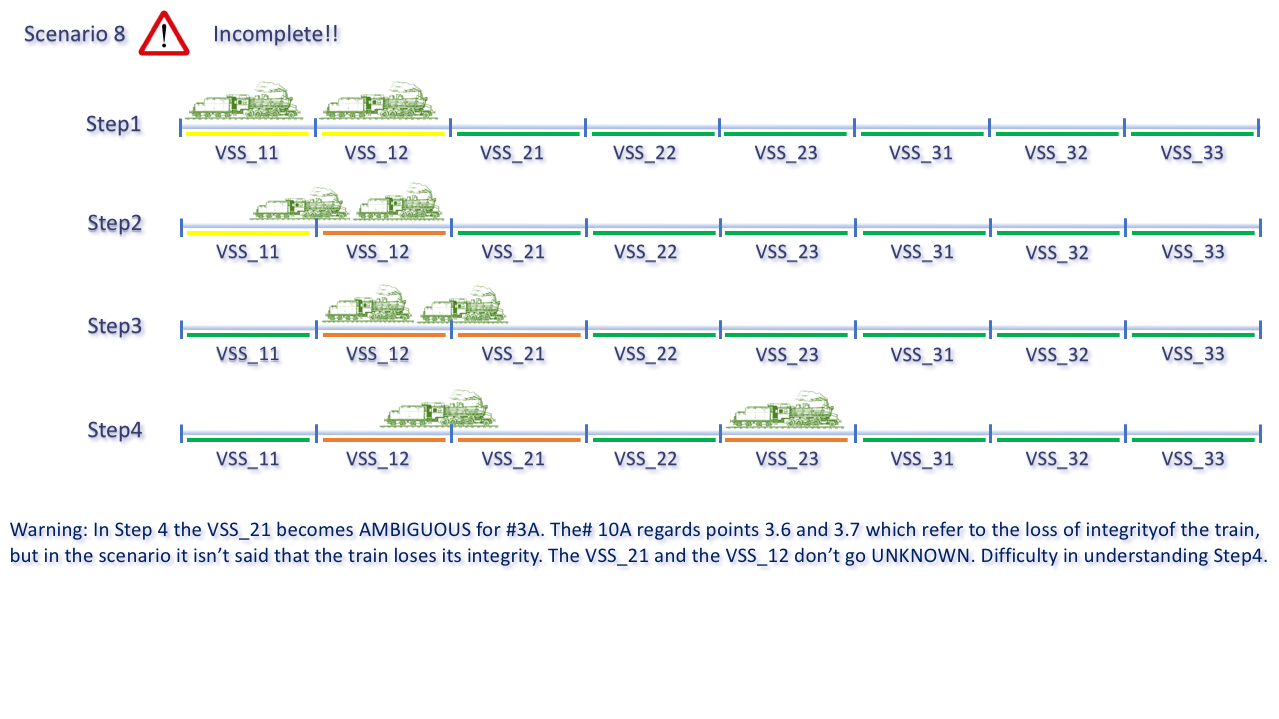 Scenario 8 ! Incomplete!!
Step1
VSS_11 VSS_12 VSS_21 VSS_22 VSS_23 VSS_31 VSS_32 VSS_33
Step2
VSS_11 VSS_12 VSS_21 VSS_22 VSS_23 VSS_31 VSS_32 VSS_33
Step3
VSS_11 VSS_12 VSS_21 VSS_22 VSS_23 VSS_31 VSS_32 VSS_33
Step4
VSS_11 VSS_12 VSS_21 VSS_22 VSS_23 VSS_31 VSS_32 VSS_33
Warning: In Step 4 the VSS_21 becomes AMBIGUOUS for #3A. The# 10A regards points 3.6 and 3.7 which refer to the loss of integrityof the train,
but in the scenario it isn’t said that the train loses its integrity. The VSS_21 and the VSS_12 don’t go UNKNOWN. Difficulty in understanding Step4.